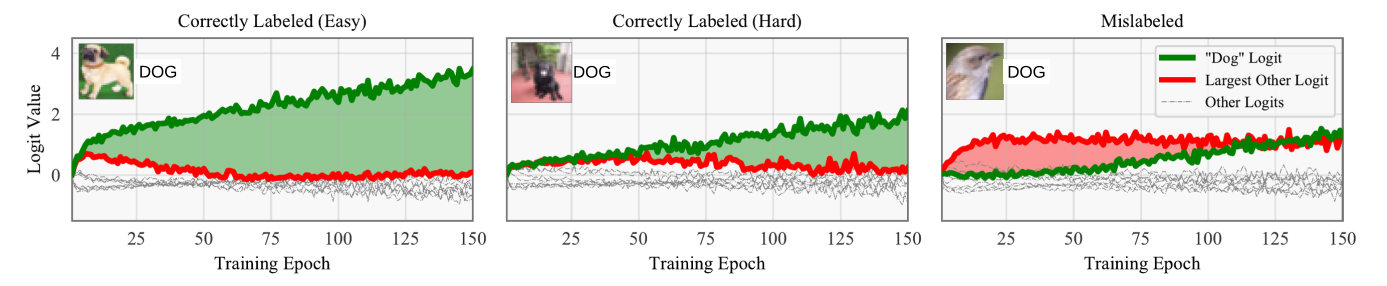 Correctly Labeled (Easy)
Correctly Labeled (Hard)
Mislabeled
Logit Value
4
2
0
DOG
DOG
DOG
"Dog" Logit
Largest Other Logit
Other Logits
25 50 75 100 125 150
25 50 75 100 125 150
25 50 75 100 125 150
Training Epoch
Training Epoch
Training Epoch